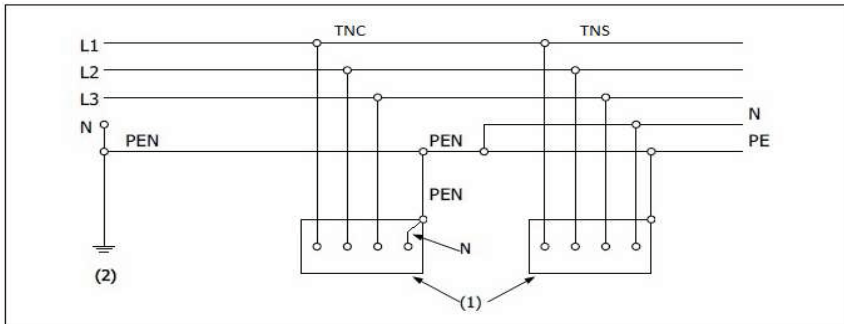 TNC TNS
L1
L2
L3
N N
PEN PEN PE
PEN
N
(2) (1)